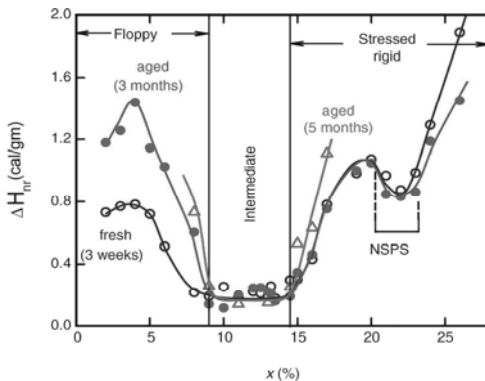 2.0
1.6
1.2
0.8
0.4
0.0
ΔHnr(cal/gm)
Floppy
aged
(3 months)
fresh
(3 weeks)
Intermediate
Stressed
rigid
aged
(5 months)
NSPS
0
5
10
15
20
25
x (%)